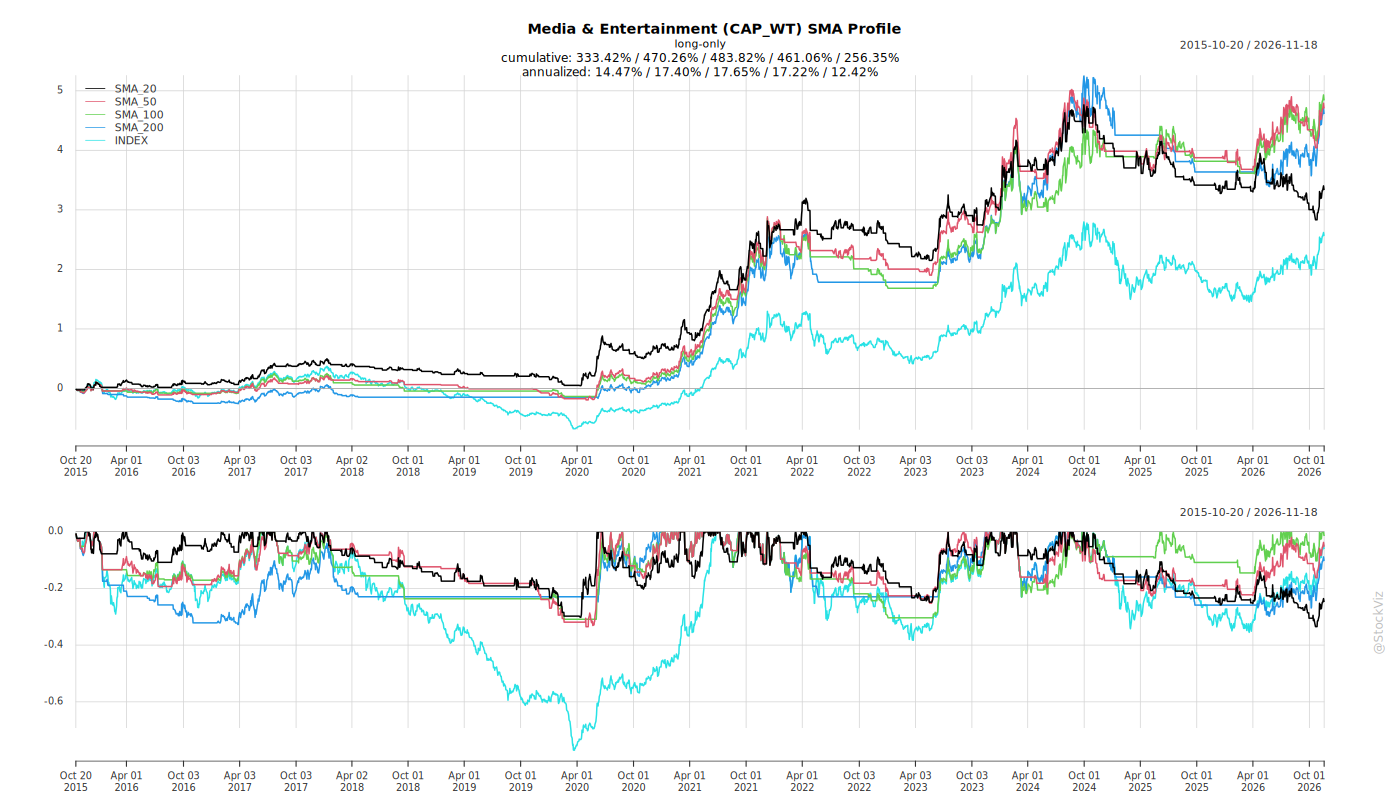 Media & Entertainment (CAP_WT) SMA Profile
long-only
2015-10-20 / 2026-11-18
cumulative: 333.42% / 470.26% / 483.82% / 461.06% / 256.35%
annualized: 14.47% / 17.40% / 17.65% / 17.22% / 12.42%
SMA_20
SMA_50
SMA_100
SMA_200
INDEX
5
4
3
2
1
0
Oct 20 Apr 01 Oct 03 Apr 03 Oct 03 Apr 02 Oct 01 Apr 01 Oct 01 Apr 01 Oct 01 Apr 01 Oct 01 Apr 01 Oct 03 Apr 03 Oct 03 Apr 01 Oct 01 Apr 01 Oct 01 Apr 01 Oct 01
2015 2016 2016 2017 2017 2018 2018 2019 2019 2020 2020 2021 2021 2022 2022 2023 2023 2024 2024 2025 2025 2026 2026
2015-10-20 / 2026-11-18
0.0
-0.2
-0.4
-0.6
Oct 20 Apr 01 Oct 03 Apr 03 Oct 03 Apr 02 Oct 01 Apr 01 Oct 01 Apr 01 Oct 01 Apr 01 Oct 01 Apr 01 Oct 03 Apr 03 Oct 03 Apr 01 Oct 01 Apr 01 Oct 01 Apr 01 Oct 01
2015 2016 2016 2017 2017 2018 2018 2019 2019 2020 2020 2021 2021 2022 2022 2023 2023 2024 2024 2025 2025 2026 2026
@StockViz